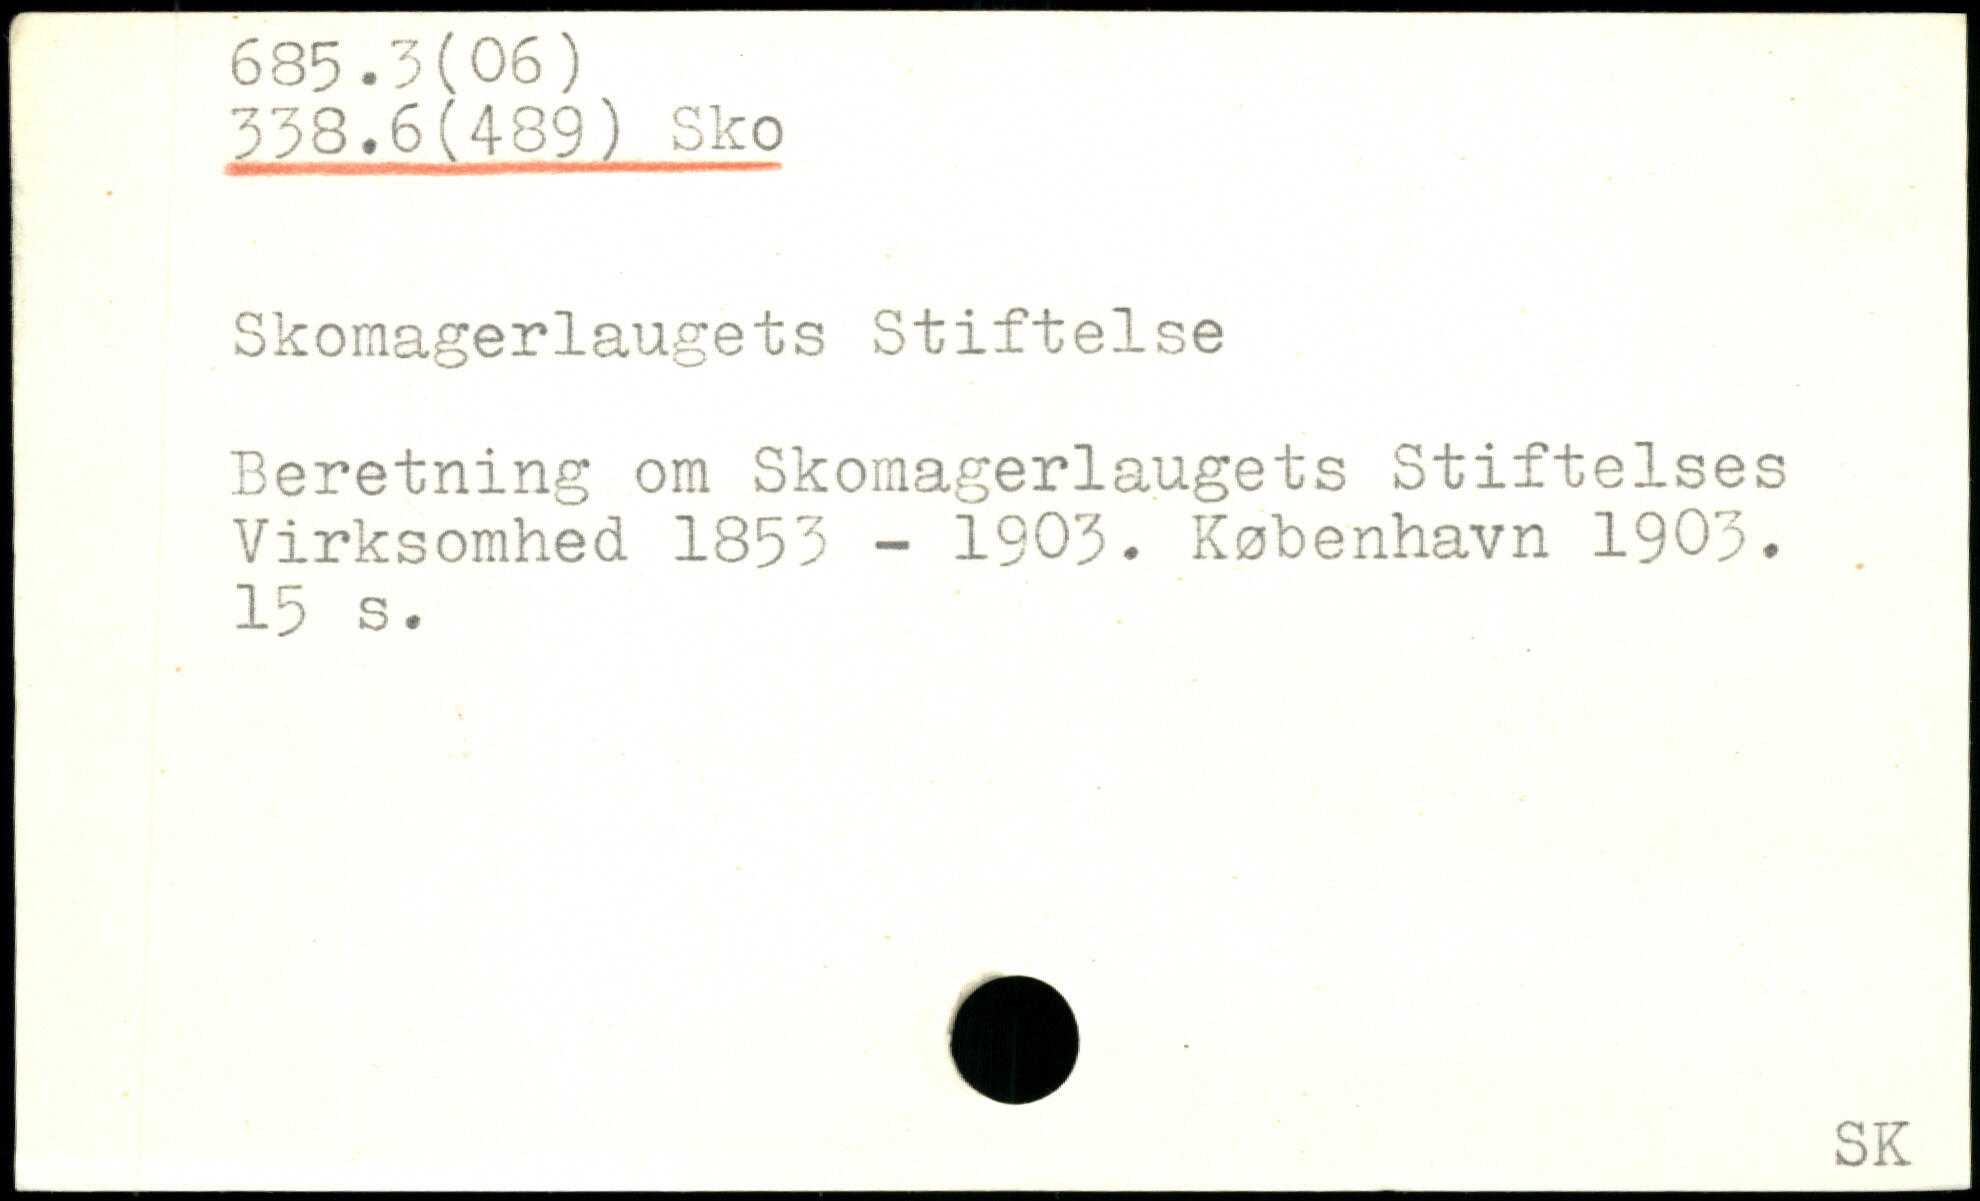 685.3(06)
338.6(489) Sko
Skomagerlaugets Stiftelse
Beretning om Skomagerlaugets Stiftelses
Virksomhed 1853 - 1903. København 1903.
15 s.
SK